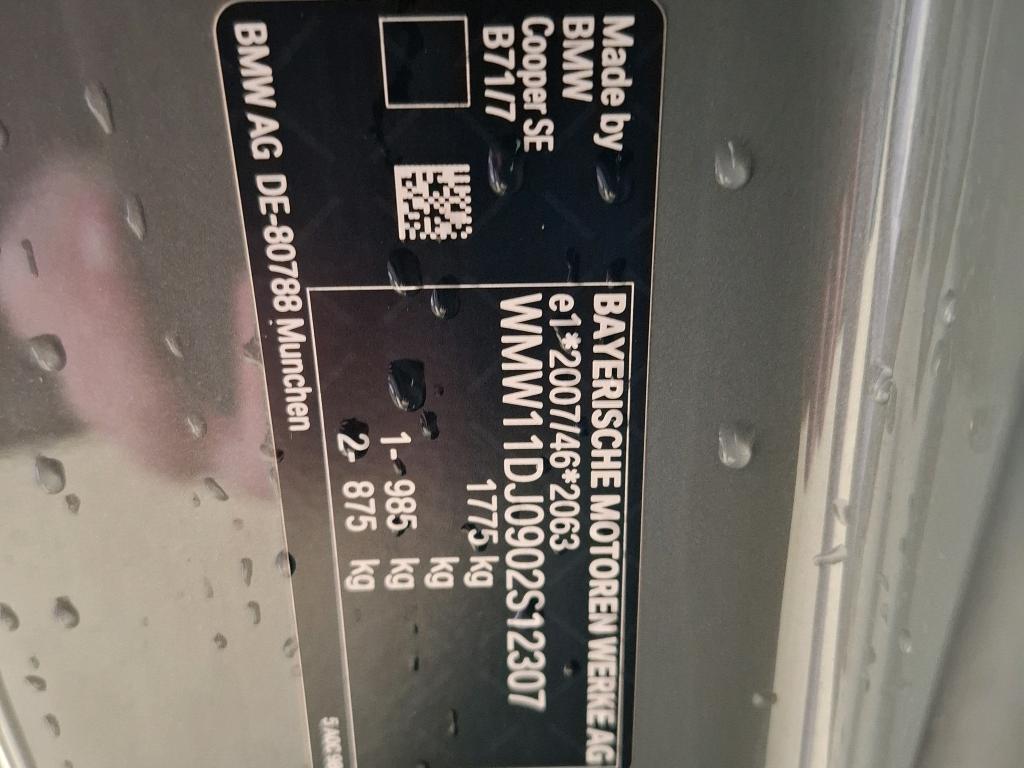 Made by
BMW
Cooper SE
B71/7
BAYERISCHE MOTOREN WERKE AG
e1*2007/46*2063
WMW11DJ0902S12307
1775 kg
kg
1- 985 kg
2- 875 kg
BMW AG DE-80788 Munchen